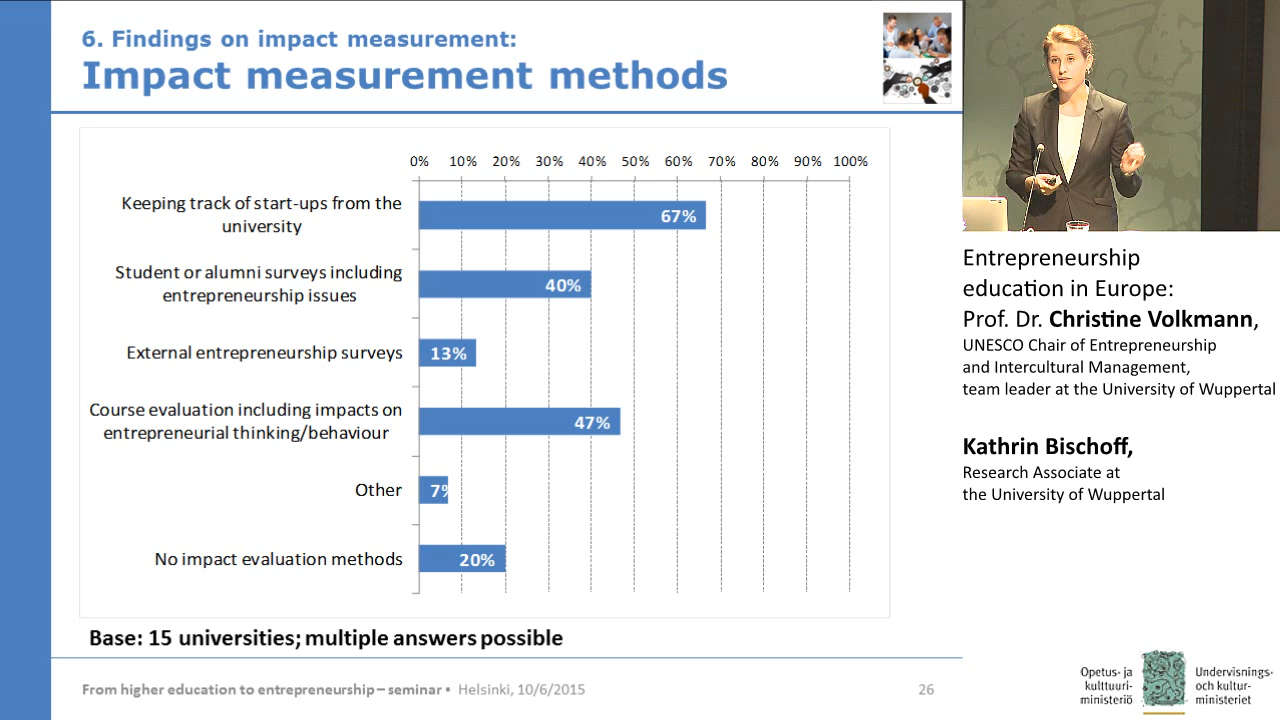 6. Findings on impact measurement:
Impact measurement methods
0% 10% 20% 30% 40% 50% 60% 70% 80% 90% 100%
Keeping track of start-ups from the
university
67%
Student or alumni surveys including
entrepreneurship issues
40%
External entrepreneurship surveys
13%
Course evaluation including impacts on
entrepreneurial thinking/behaviour
47%
Other
7%
No impact evaluation methods
20%
Base: 15 universities; multiple answers possible
From higher education to entrepreneurship – seminar • Helsinki, 10/6/2015
26
Entrepreneurship
education in Europe:
Prof. Dr. Christine Volkmann,
UNESCO Chair of Entrepreneurship
and Intercultural Management,
team leader at the University of Wuppertal
Kathrin Bischoff,
Research Associate at
the University of Wuppertal
Opetus- ja
kulttuuri-
ministeriö
Undervisnings-
och kultur-
ministeriet